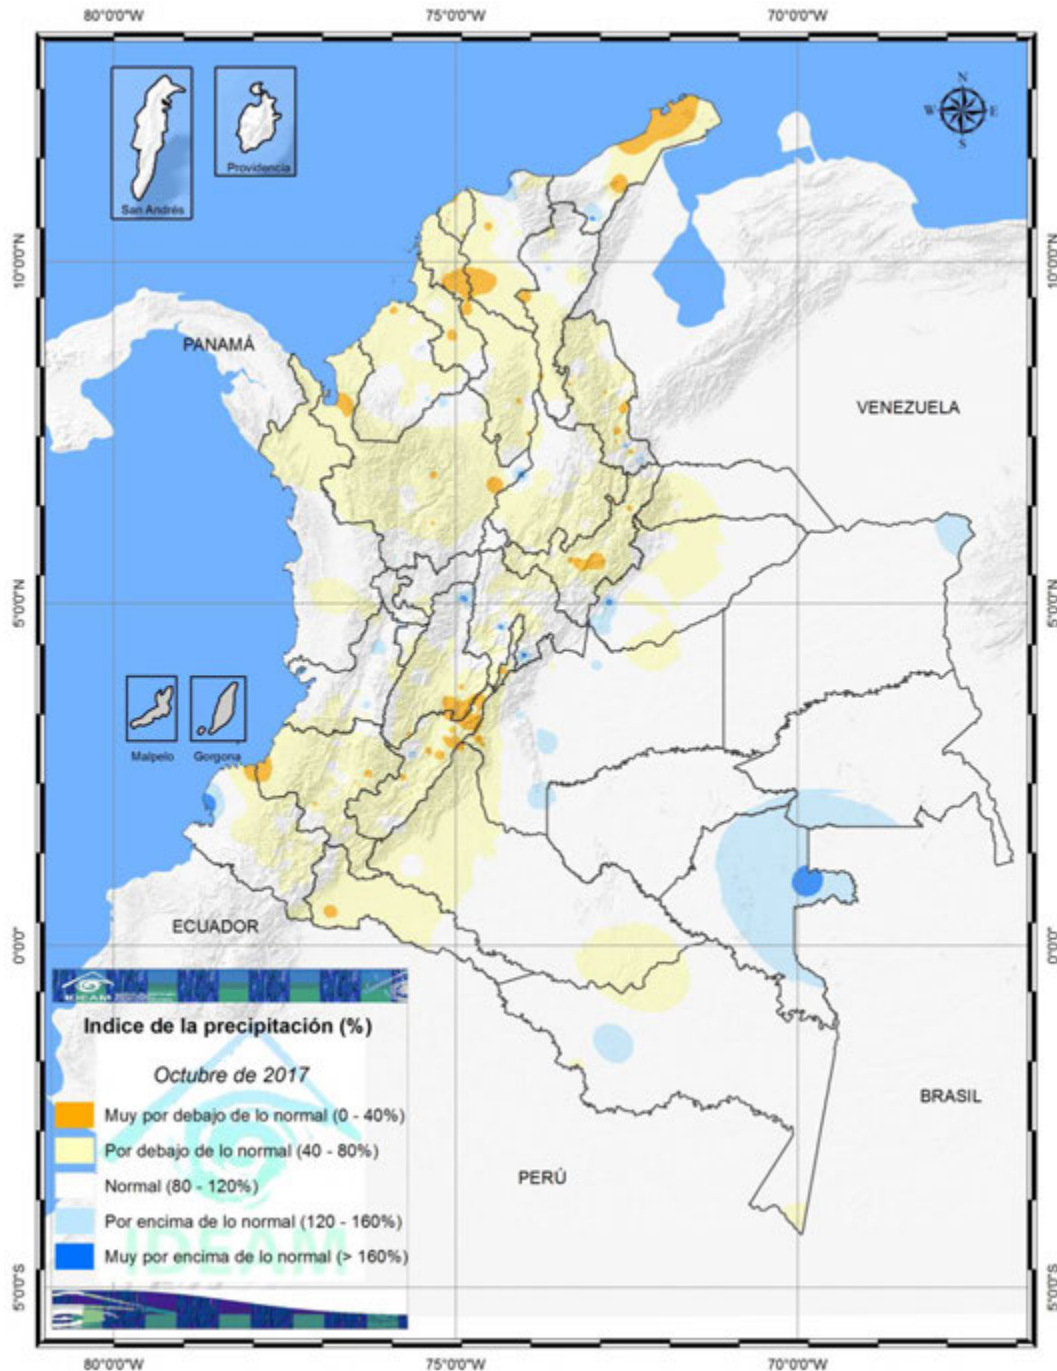 80°0'0"W 75°0'0"W 70°0'0"W
N
W E
S
San Andrés
Providencia
10°0'0"N 10°0'0"N
PANAMÁ
VENEZUELA
5°0'0"N 5°0'0"N
Malpelo Gorgona
ECUADOR
0°0'0" 0°0'0"
IDEAM
Indice de la precipitación (%)
Octubre de 2017
Muy por debajo de lo normal (0 - 40%)
Por debajo de lo normal (40 - 80%)
Normal (80 - 120%)
Por encima de lo normal (120 - 160%)
Muy por encima de lo normal (> 160%)
IDEAM
BRASIL
PERÚ
5°0'0"S 5°0'0"S
80°0'0"W 75°0'0"W 70°0'0"W